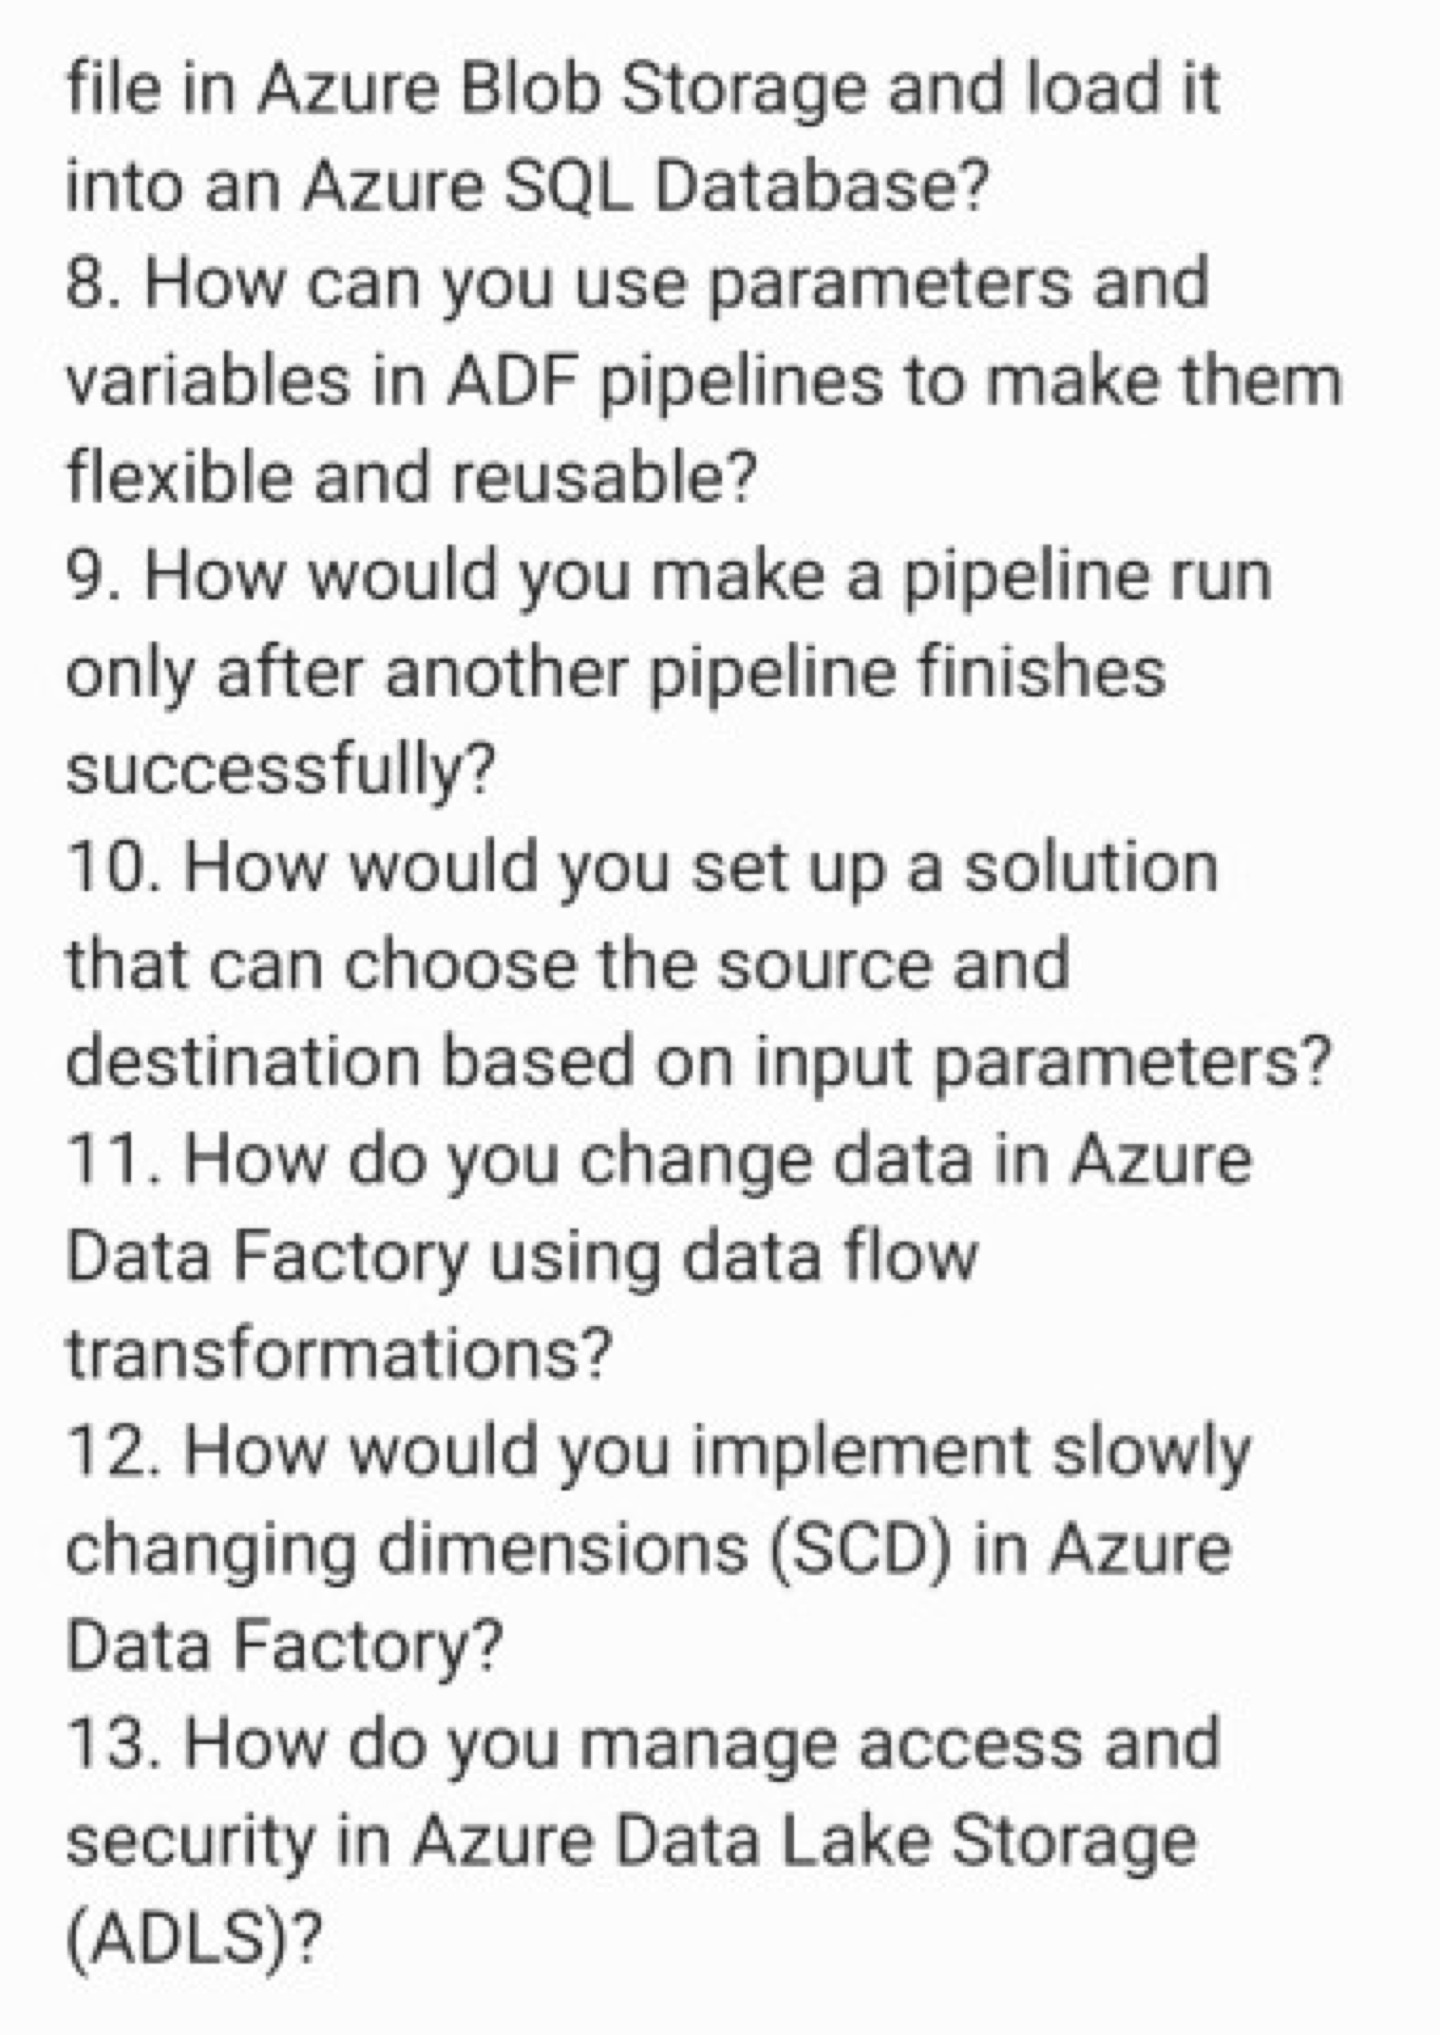 file in Azure Blob Storage and load it
into an Azure SQL Database?
8. How can you use parameters and
variables in ADF pipelines to make them
flexible and reusable?
9. How would you make a pipeline run
only after another pipeline finishes
successfully?
10. How would you set up a solution
that can choose the source and
destination based on input parameters?
11. How do you change data in Azure
Data Factory using data flow
transformations?
12. How would you implement slowly
changing dimensions (SCD) in Azure
Data Factory?
13. How do you manage access and
security in Azure Data Lake Storage
(ADLS)?